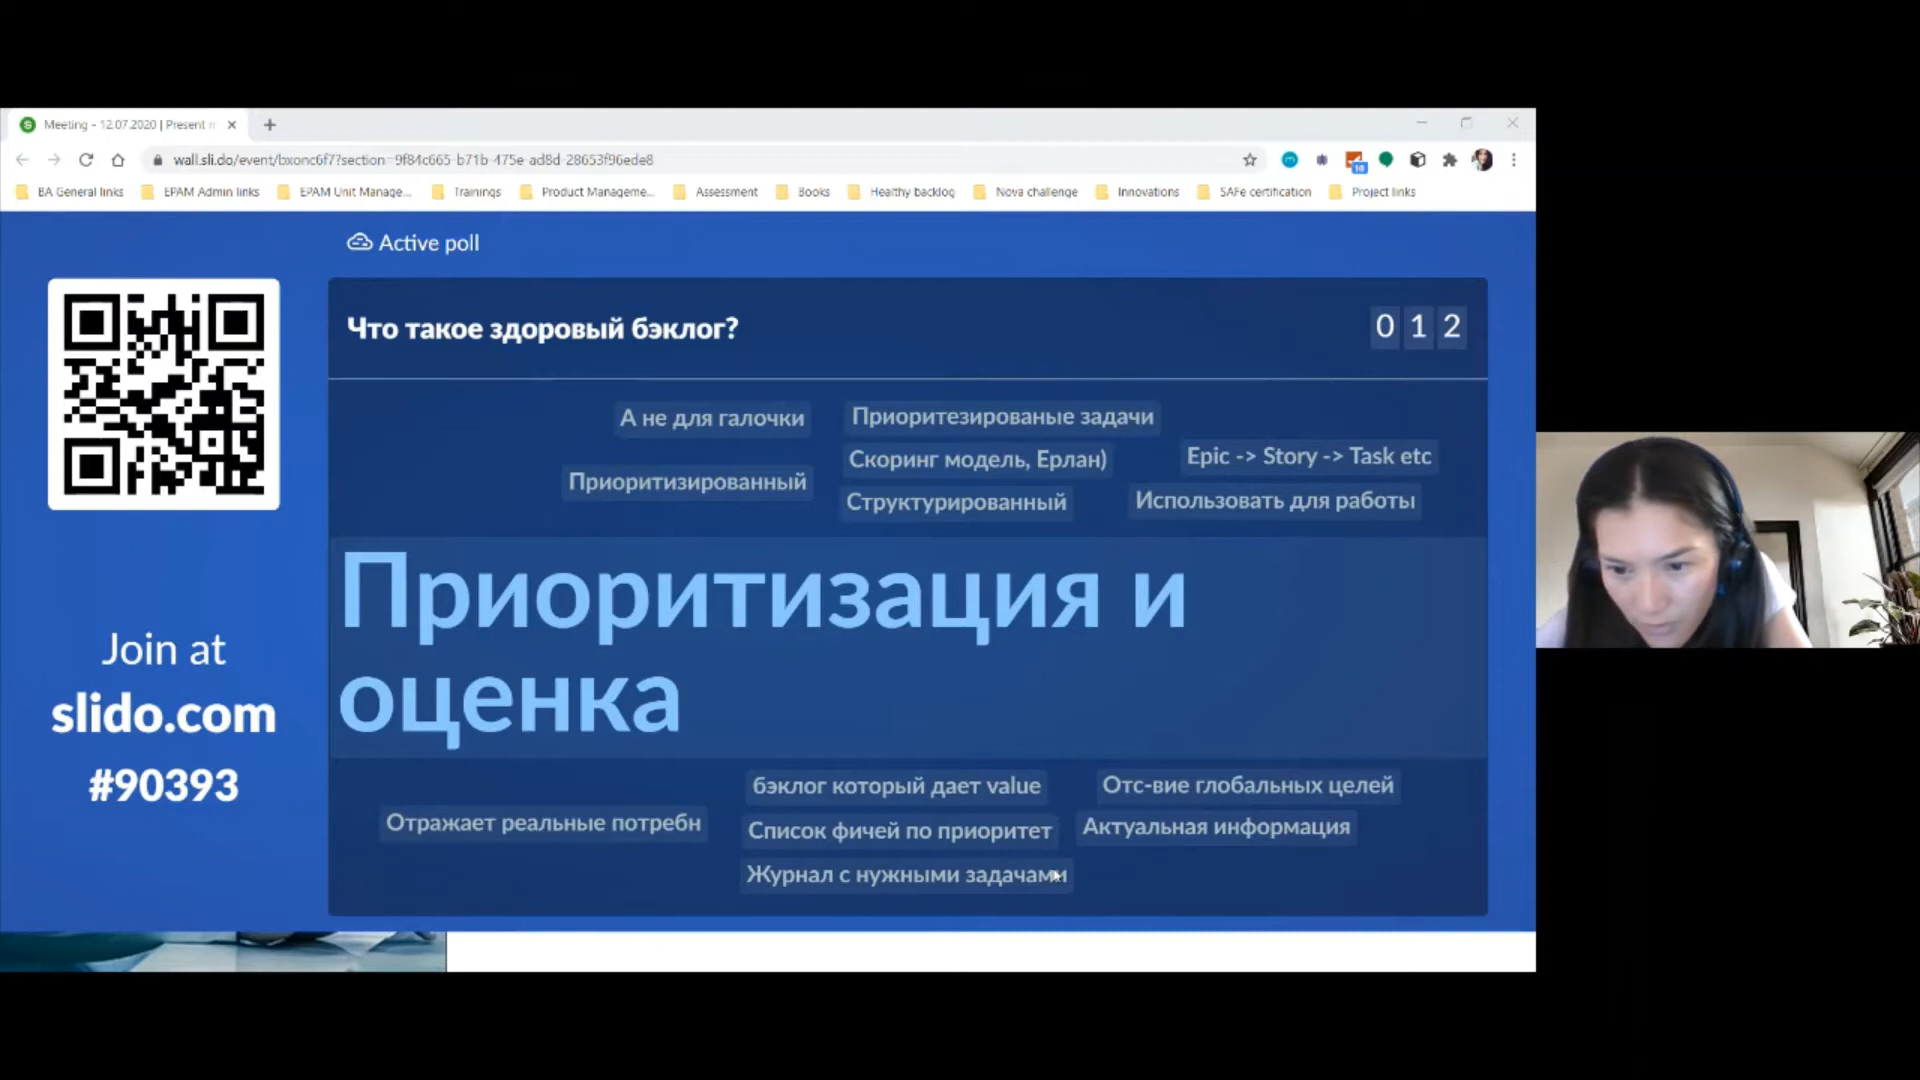 Meeting - 12.07.2020 | Present
wall.sli.do/event/bxonc6f7?section=9f84c665-b71b-475e-ad8d-28653f96ede8
BA General links
EPAM Admin links
EPAM Unit Manage...
Trainings
Product Manageme...
Assessment
Books
Healthy backlog
Nova challenge
Innovations
SAFe certification
Project links
Active poll
Что такое здоровый бэклог?
012
А не для галочки
Приоритезированые задачи
Скоринг модель, Ерлан)
Epic -> Story -> Task etc
Приоритизированный
Структурированный
Использовать для работы
Приоритизация и
оценка
бэклог который дает value
Отс-вие глобальных целей
Отражает реальные потребн
Список фичей по приоритет
Актуальная информация
Журнал с нужными задачами
Join at
slido.com
#90393